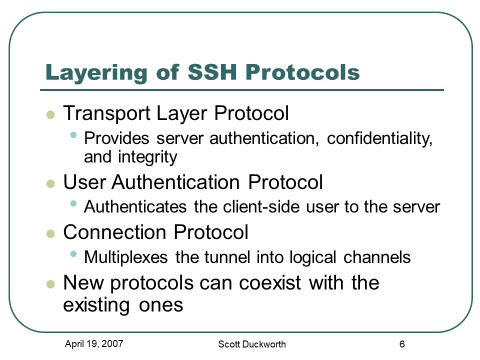 Layering of SSH Protocols
Transport Layer Protocol
Provides server authentication, confidentiality,
and integrity
User Authentication Protocol
Authenticates the client-side user to the server
Connection Protocol
Multiplexes the tunnel into logical channels
New protocols can coexist with the
existing ones
April 19, 2007 Scott Duckworth 6